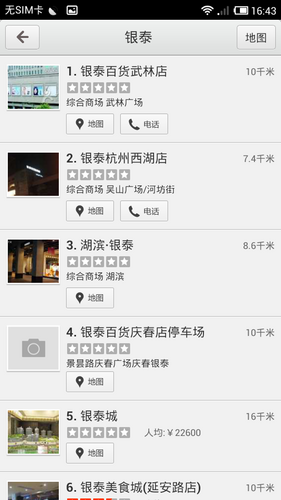 无SIM卡 16:43
银泰 地图
1. 银泰百货武林店 10千米
综合商场 武林广场
地图 电话
2. 银泰杭州西湖店 7.4千米
综合商场 吴山广场/河坊街
地图 电话
3. 湖滨·银泰 8.6千米
综合商场 湖滨
地图
4. 银泰百货庆春店停车场 10千米
景昙路庆春广场庆春银泰
地图
5. 银泰城 16千米
人均:￥22600
地图
6. 银泰美食城(延安路店) 10千米